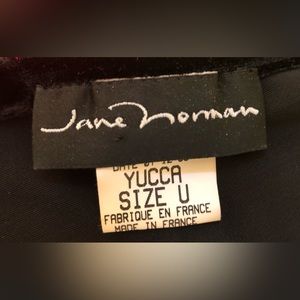 Jane Norman
YUCCA
SIZE U
FABRIQUE EN FRANCE
MADE IN FRANCE